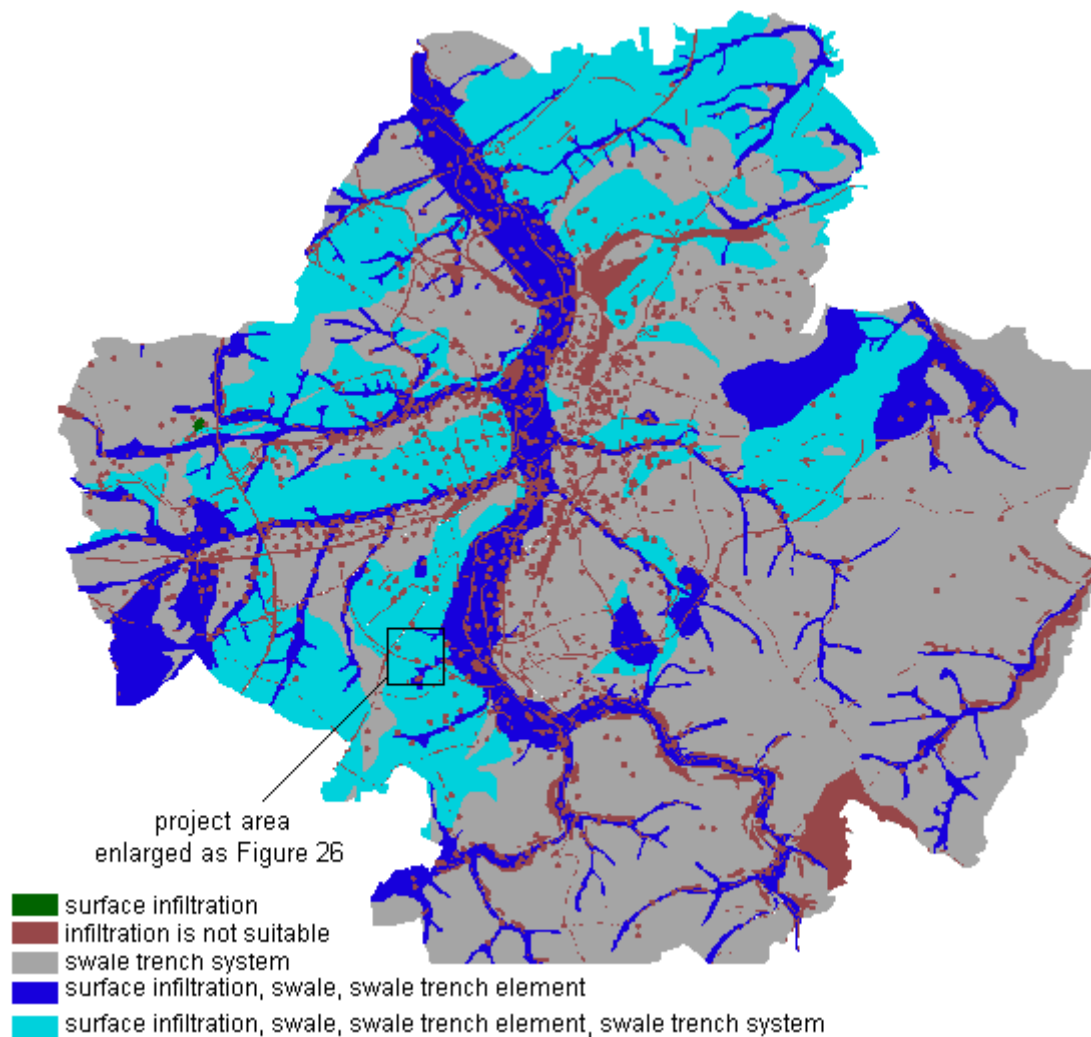 project area
enlarged as Figure 26
surface infiltration
infiltration is not suitable
swale trench system
surface infiltration, swale, swale trench element
surface infiltration, swale, swale trench element, swale trench system